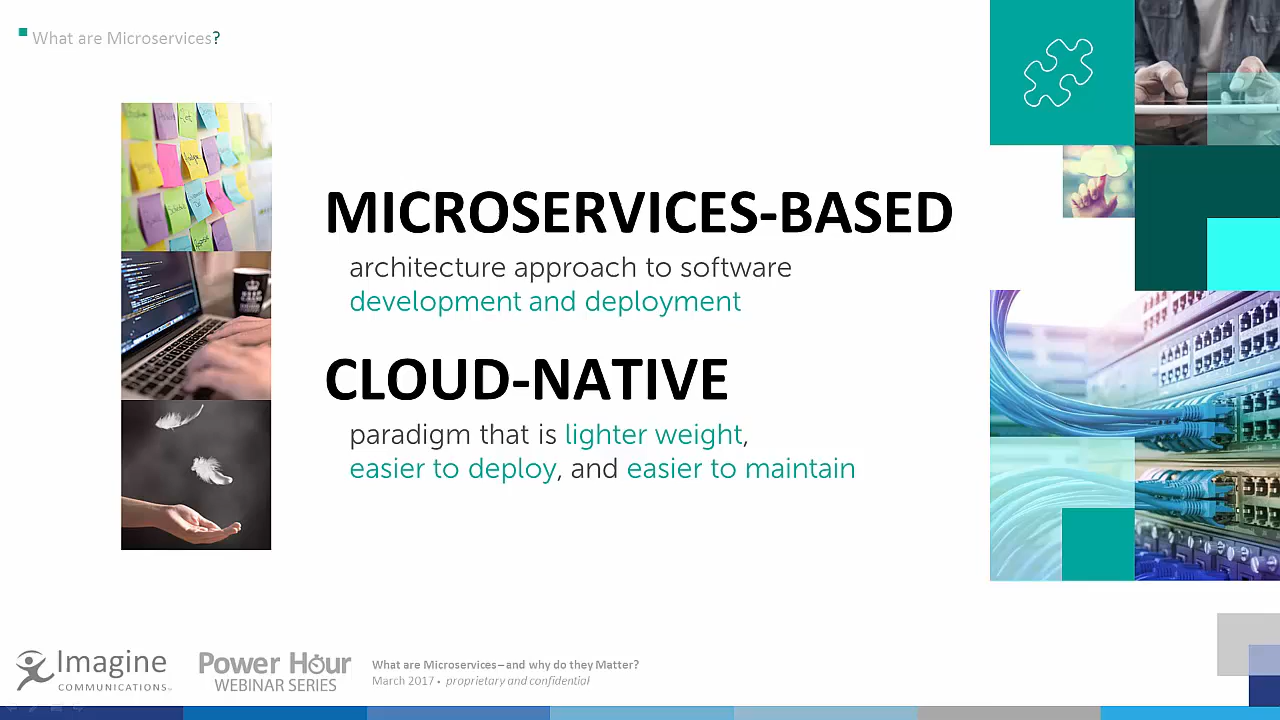 What are Microservices?
MICROSERVICES-BASED
architecture approach to software
development and deployment
CLOUD-NATIVE
paradigm that is lighter weight,
easier to deploy, and easier to maintain
Imagine
COMMUNICATIONS
Power Hour
WEBINAR SERIES
What are Microservices—and why do they Matter?
March 2017 • proprietary and confidential